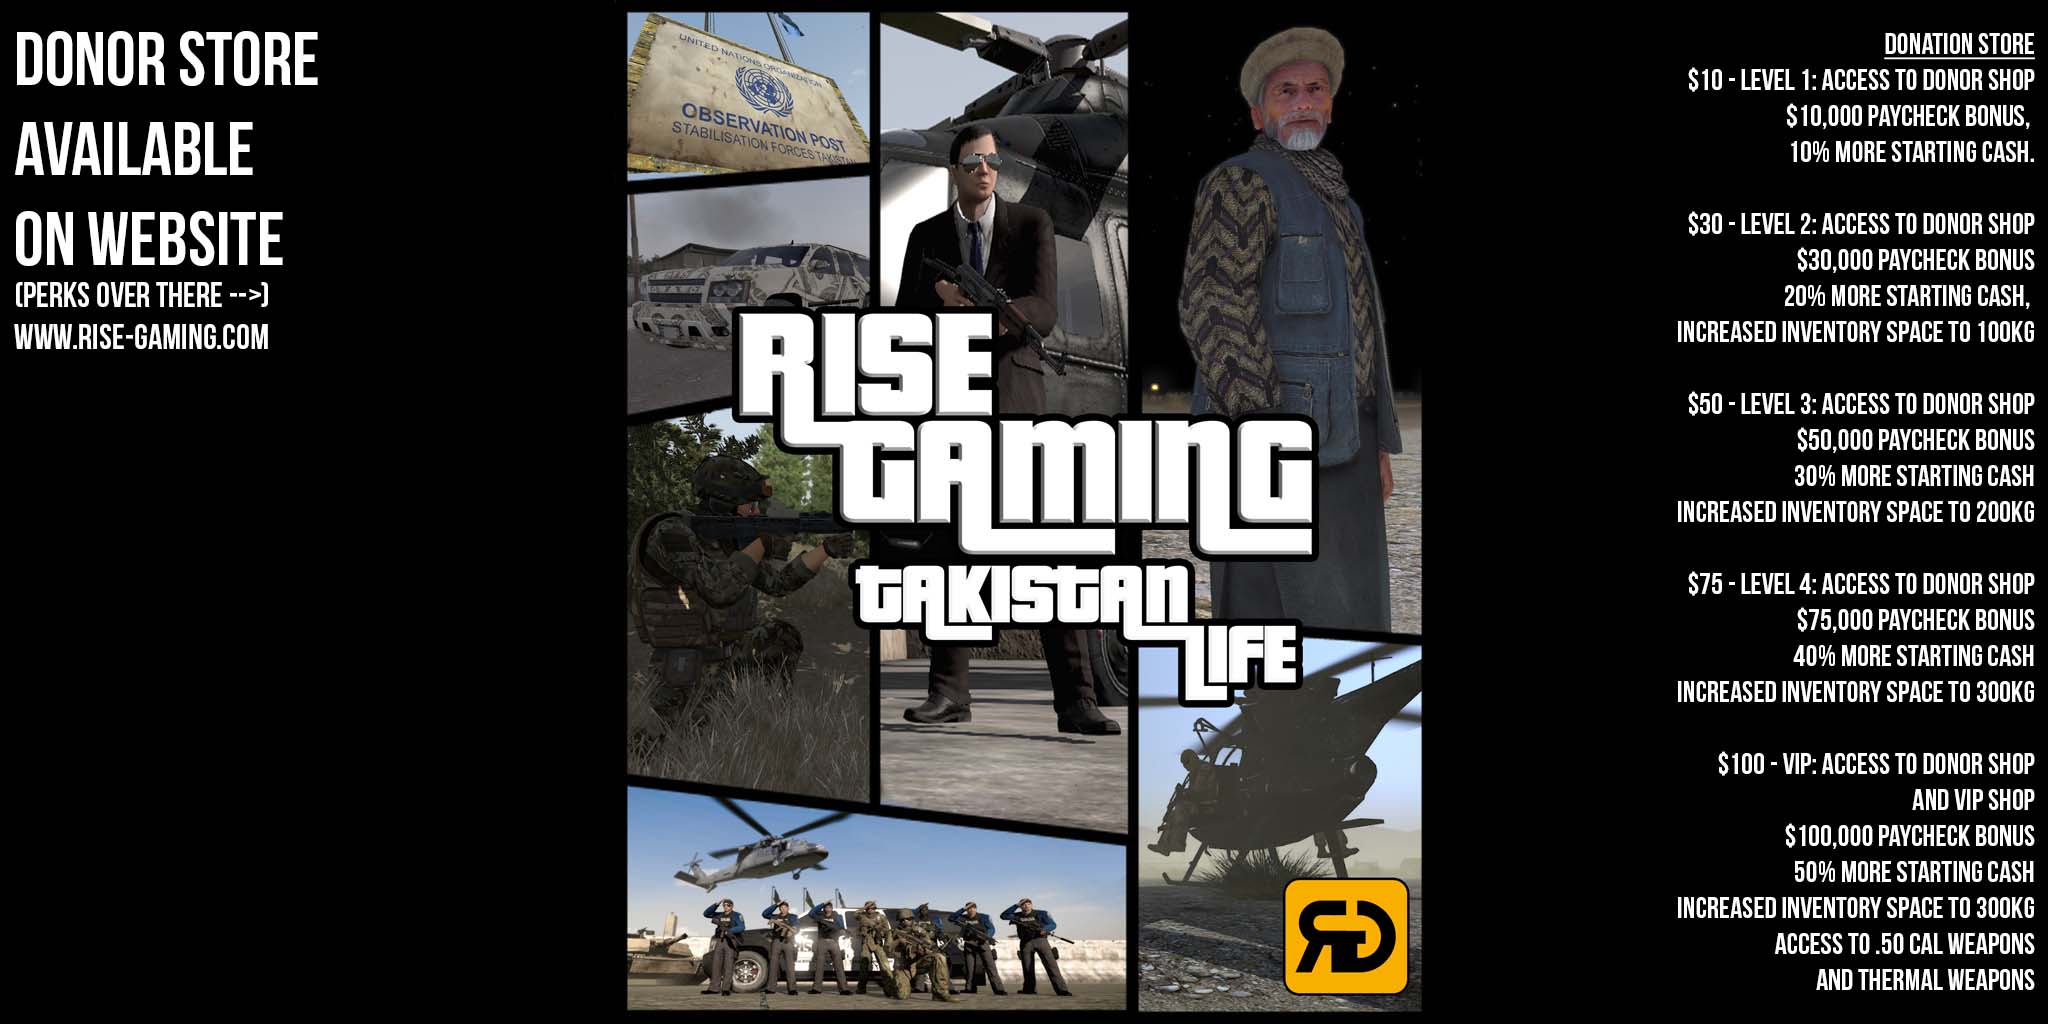 DONOR STORE
AVAILABLE
ON WEBSITE
(PERKS OVER THERE -->)
WWW.RISE-GAMING.COM
UNITED NATIONS ORGANIZATION
OBSERVATION POST
STABILISATION FORCES TAKISTAN
RISE
GAMING
TAKISTAN
LIFE
DONATION STORE
$10 - LEVEL 1: ACCESS TO DONOR SHOP
$10,000 PAYCHECK BONUS,
10% MORE STARTING CASH.
$30 - LEVEL 2: ACCESS TO DONOR SHOP
$30,000 PAYCHECK BONUS
20% MORE STARTING CASH,
INCREASED INVENTORY SPACE TO 100KG
$50 - LEVEL 3: ACCESS TO DONOR SHOP
$50,000 PAYCHECK BONUS
30% MORE STARTING CASH
INCREASED INVENTORY SPACE TO 200KG
$75 - LEVEL 4: ACCESS TO DONOR SHOP
$75,000 PAYCHECK BONUS
40% MORE STARTING CASH
INCREASED INVENTORY SPACE TO 300KG
$100 - VIP: ACCESS TO DONOR SHOP
AND VIP SHOP
$100,000 PAYCHECK BONUS
50% MORE STARTING CASH
INCREASED INVENTORY SPACE TO 300KG
ACCESS TO .50 CAL WEAPONS
AND THERMAL WEAPONS